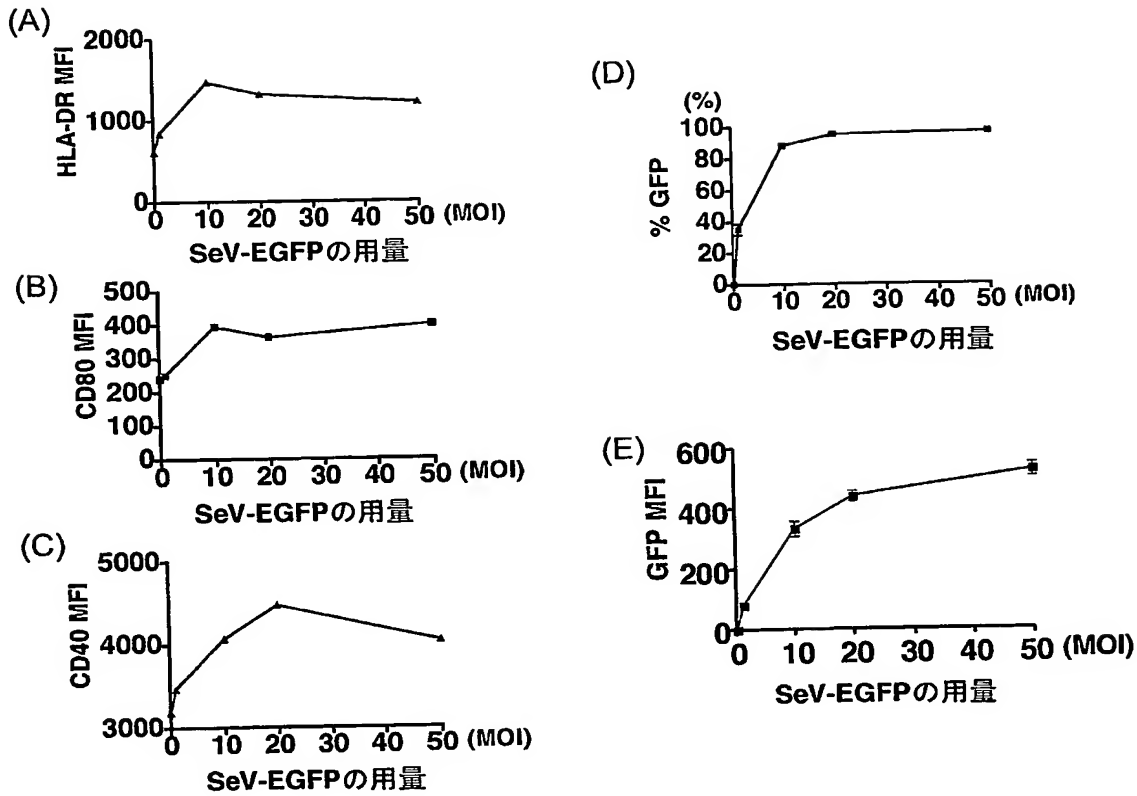 (A)
HLA-DR MFI
2000
1000
0
0 10 20 30 40 50 (MOI)
SeV-EGFPの用量
(B)
CD80 MFI
500
400
300
200
100
0
0 10 20 30 40 50 (MOI)
SeV-EGFPの用量
(C)
CD40 MFI
5000
4000
3000
0 10 20 30 40 50 (MOI)
SeV-EGFPの用量
(D)
(%)
% GFP
100
80
60
40
20
0
0 10 20 30 40 50 (MOI)
SeV-EGFPの用量
(E)
GFP MFI
600
400
200
0
0 10 20 30 40 50 (MOI)
SeV-EGFPの用量